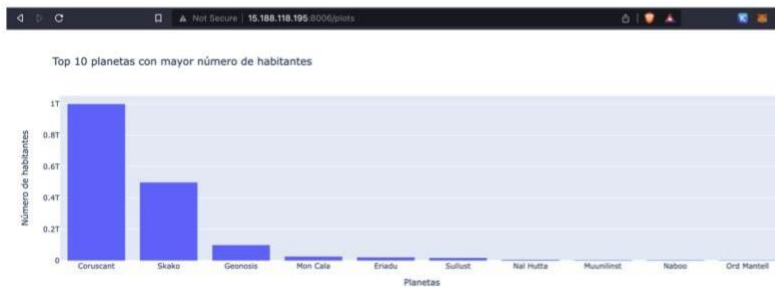 Not Secure | 15.188.118.195:8006/plots
Top 10 planetas con mayor número de habitantes
Número de habitantes
1T
0.8T
0.6T
0.4T
0.2T
0
Coruscant Skako Geonosis Mon Cala Eriadu Sullust Nal Hutta Muunilinst Naboo Ord Mantell
Planetas